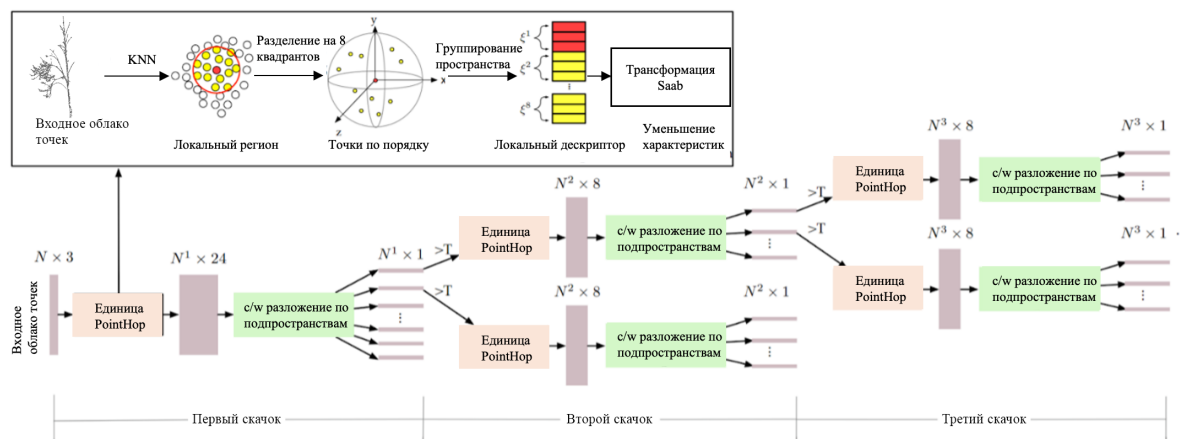 KNN
Разделение на 8
квадрантов
y
x
z
Группирование
пространства
ξ¹
ξ²
⋮
ξ⁸
Трансформация
Saab
Входное облако
точек
Локальный регион
Точки по порядку
Локальный дескриптор
Уменьшение
характеристик
N × 3
Входное
облако точек
Единица
PointHop
N¹ × 24
c/w разложение по
подпространствам
N¹ × 1
⋮
>T
>T
Единица
PointHop
N² × 8
c/w разложение по
подпространствам
N² × 1
⋮
Единица
PointHop
N² × 8
c/w разложение по
подпространствам
N² × 1
⋮
>T
>T
Единица
PointHop
N³ × 8
c/w разложение по
подпространствам
N³ × 1
⋮
Единица
PointHop
N³ × 8
c/w разложение по
подпространствам
N³ × 1
⋮
Первый скачок
Второй скачок
Третий скачок